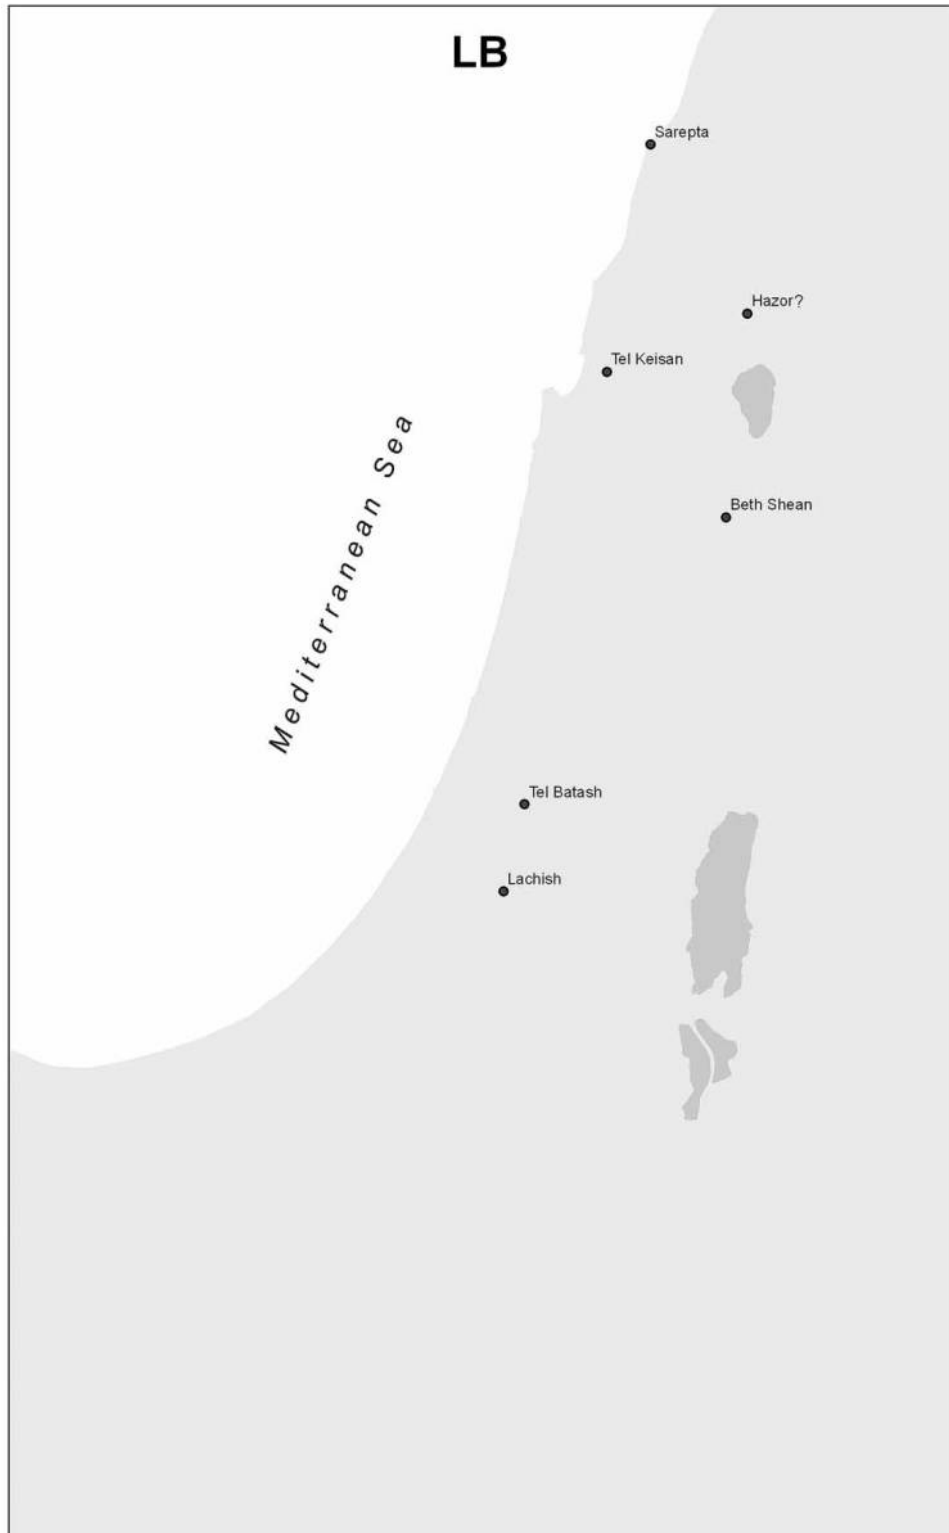 LB
Sarepta
Hazor?
Tel Keisan
Mediterranean Sea
Beth Shean
Tel Batash
Lachish